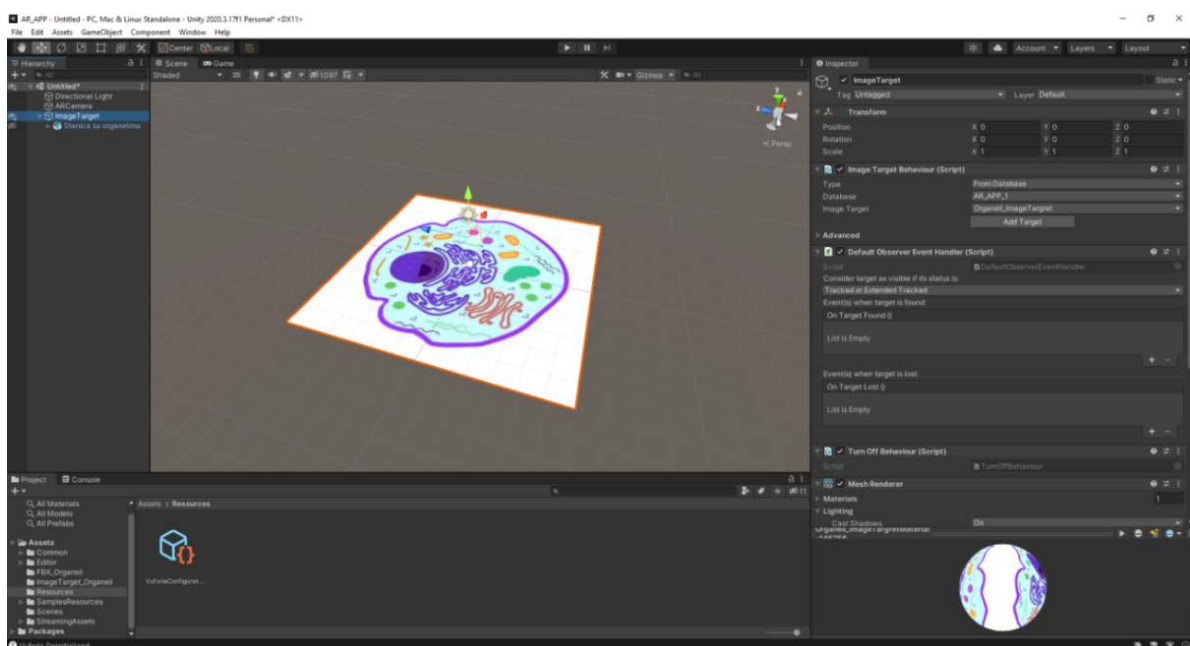 AR_APP - Untitled - PC, Mac & Linux Standalone - Unity 2020.3.17f1 Personal* <DX11>
File Edit Assets GameObject Component Window Help
Center Local
Account Layers Layout
Hierarchy
All
Untitled*
Directional Light
ARCamera
ImageTarget
Stanica so organelima
Scene Game
Shaded 2D Gizmos All
Persp
Inspector
ImageTarget Static
Tag Untagged Layer Default
Transform
Position X 0 Y 0 Z 0
Rotation X 0 Y 0 Z 0
Scale X 1 Y 1 Z 1
Image Target Behaviour (Script)
Type From Database
Database AR_APP_1
Image Target Organeli_ImageTargret
Add Target
Advanced
Default Observer Event Handler (Script)
Script DefaultObserverEventHandler
Consider target as visible if its status is:
Tracked or Extended Tracked
Event(s) when target is found:
On Target Found ()
List is Empty
Event(s) when target is lost:
On Target Lost ()
List is Empty
Turn Off Behaviour (Script)
Script TurnOffBehaviour
Mesh Renderer
Materials 1
Lighting
Cast Shadows On
Organeli_ImageTargretMaterial
Project Console
All Materials
All Models
All Prefabs
Assets
Common
Editor
FBX_Organeli
ImageTarget_Organeli
Resources
SamplesResources
Scenes
StreamingAssets
Packages
Assets > Resources
VuforiaConfigurat...